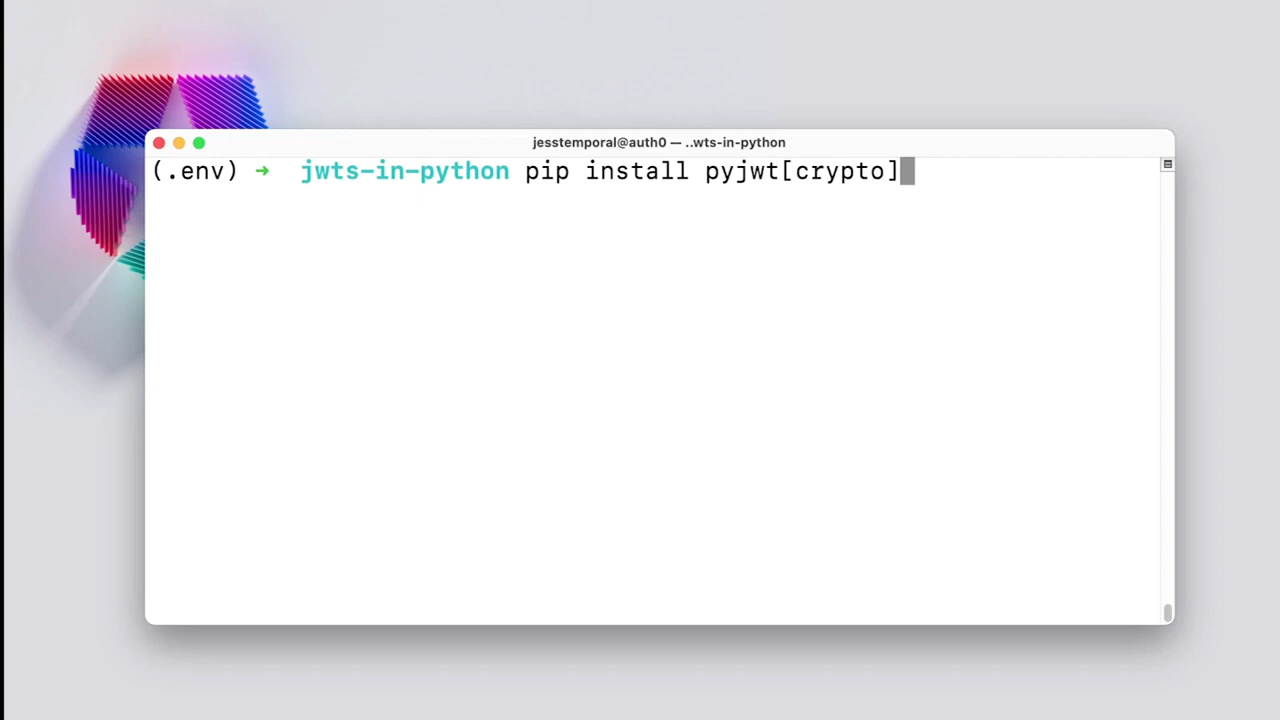 jesstemporal@auth0 — ..wts-in-python
(.env) ➜ jwts-in-python pip install pyjwt[crypto]